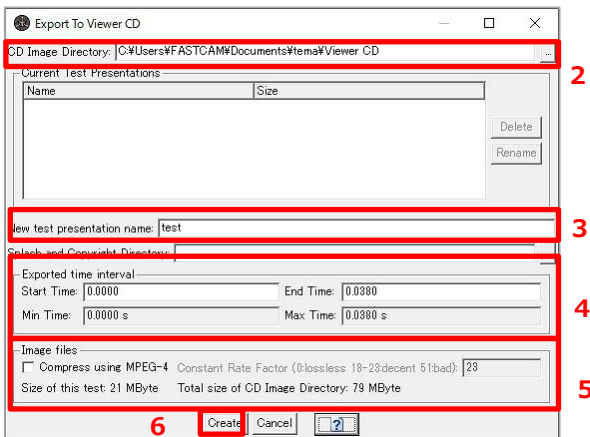 Export To Viewer CD
CD Image Directory: C:¥Users¥FASTCAM¥Documents¥tema¥Viewer CD ...
2
Current Test Presentations
Name Size
Delete
Rename
New test presentation name: test
3
Splash and Copyright Directory:
Exported time interval
Start Time: 0.0000 End Time: 0.0380
Min Time: 0.0000 s Max Time: 0.0380 s
4
Image files
Compress using MPEG-4 Constant Rate Factor (0:lossless 18-23:decent 51:bad): 23
Size of this test: 21 MByte Total size of CD Image Directory: 79 MByte
5
6 Create Cancel ?